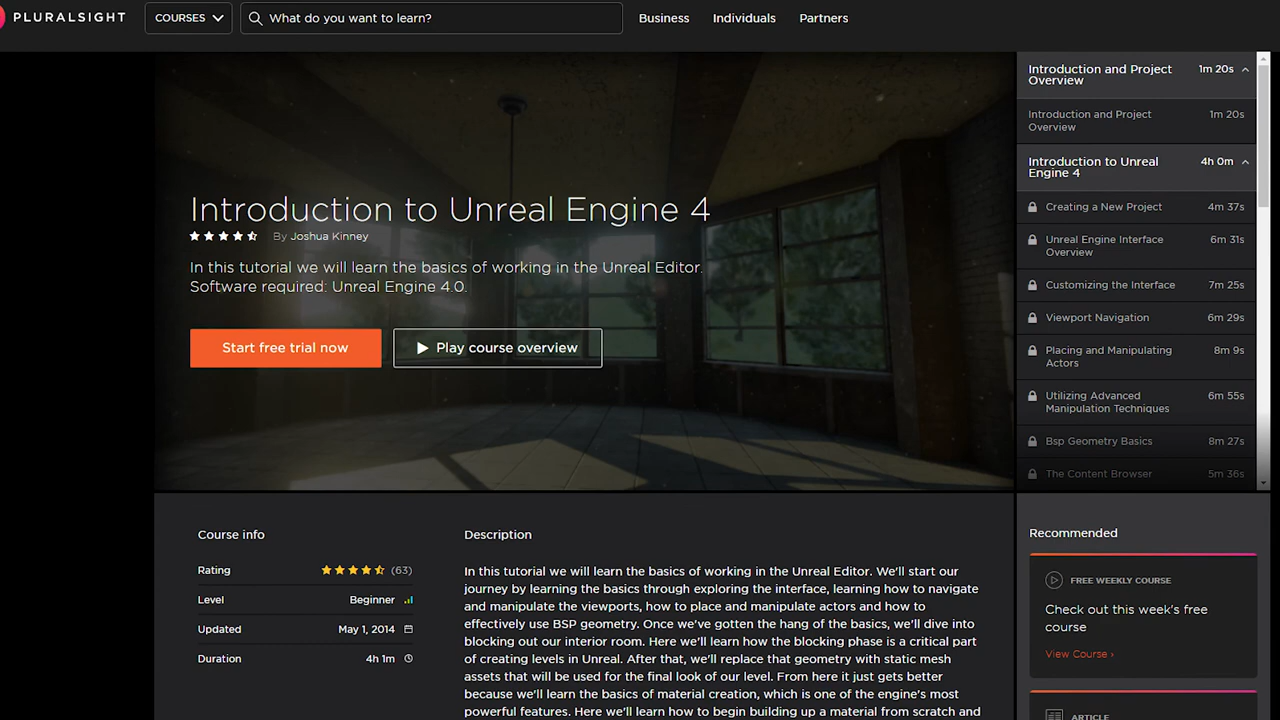 PLURALSIGHT
COURSES
What do you want to learn?
Business
Individuals
Partners
Introduction to Unreal Engine 4
By Joshua Kinney
In this tutorial we will learn the basics of working in the Unreal Editor.
Software required: Unreal Engine 4.0.
Start free trial now
Play course overview
Introduction and Project 1m 20s
Overview
Introduction and Project 1m 20s
Overview
Introduction to Unreal 4h 0m
Engine 4
Creating a New Project 4m 37s
Unreal Engine Interface 6m 31s
Overview
Customizing the Interface 7m 25s
Viewport Navigation 6m 29s
Placing and Manipulating 8m 9s
Actors
Utilizing Advanced 6m 55s
Manipulation Techniques
Bsp Geometry Basics 8m 27s
The Content Browser 5m 36s
Course info
Rating (63)
Level Beginner
Updated May 1, 2014
Duration 4h 1m
Description
In this tutorial we will learn the basics of working in the Unreal Editor. We'll start our
journey by learning the basics through exploring the interface, learning how to navigate
and manipulate the viewports, how to place and manipulate actors and how to
effectively use BSP geometry. Once we've gotten the hang of the basics, we'll dive into
blocking out our interior room. Here we'll learn how the blocking phase is a critical part
of creating levels in Unreal. After that, we'll replace that geometry with static mesh
assets that will be used for the final look of our level. From here it just gets better
because we'll learn the basics of material creation, which is one of the engine's most
powerful features. Here we'll learn how to begin building up a material from scratch and
Recommended
FREE WEEKLY COURSE
Check out this week's free
course
View Course ›
ARTICLE